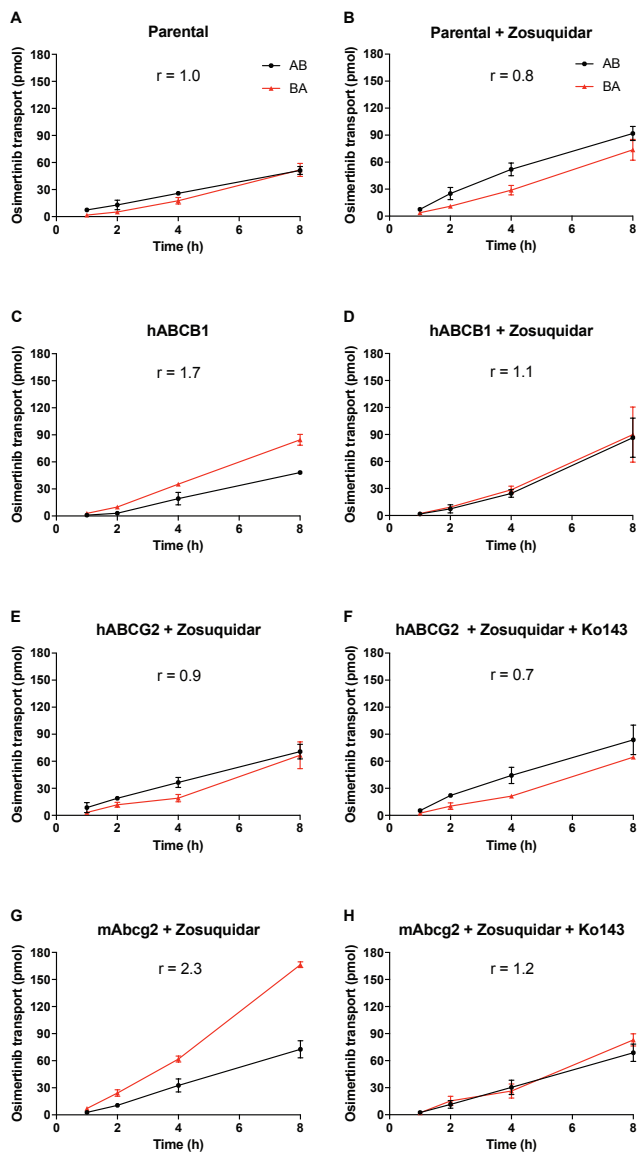 A
Parental
r = 1.0
AB
BA
Osimertinib transport (pmol)
180
150
120
90
60
30
0
0 2 4 6 8
Time (h)
B
Parental + Zosuquidar
r = 0.8
AB
BA
Osimertinib transport (pmol)
180
150
120
90
60
30
0
0 2 4 6 8
Time (h)
C
hABCB1
r = 1.7
Osimertinib transport (pmol)
180
150
120
90
60
30
0
0 2 4 6 8
Time (h)
D
hABCB1 + Zosuquidar
r = 1.1
Osimertinib transport (pmol)
180
150
120
90
60
30
0
0 2 4 6 8
Time (h)
E
hABCG2 + Zosuquidar
r = 0.9
Osimertinib transport (pmol)
180
150
120
90
60
30
0
0 2 4 6 8
Time (h)
F
hABCG2 + Zosuquidar + Ko143
r = 0.7
Osimertinib transport (pmol)
180
150
120
90
60
30
0
0 2 4 6 8
Time (h)
G
mAbcg2 + Zosuquidar
r = 2.3
Osimertinib transport (pmol)
180
150
120
90
60
30
0
0 2 4 6 8
Time (h)
H
mAbcg2 + Zosuquidar + Ko143
r = 1.2
Osimertinib transport (pmol)
180
150
120
90
60
30
0
0 2 4 6 8
Time (h)